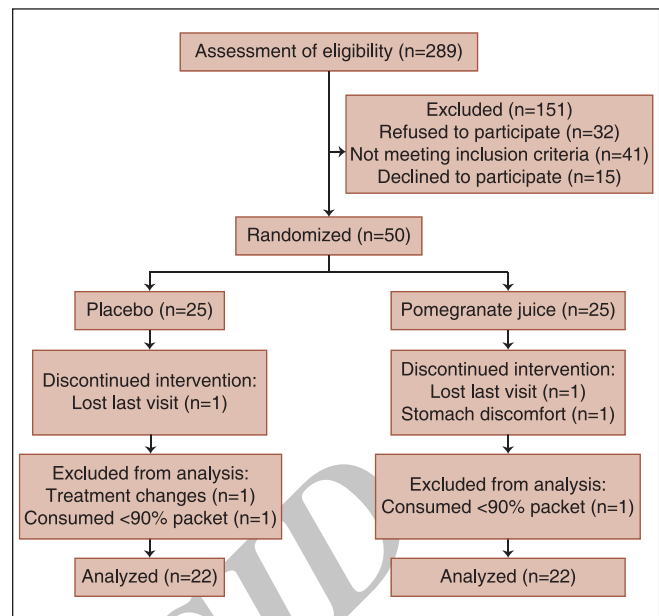 Assessment of eligibility (n=289)
Excluded (n=151)
Refused to participate (n=32)
Not meeting inclusion criteria (n=41)
Declined to participate (n=15)
Randomized (n=50)
Placebo (n=25)
Pomegranate juice (n=25)
Discontinued intervention:
Lost last visit (n=1)
Discontinued intervention:
Lost last visit (n=1)
Stomach discomfort (n=1)
Excluded from analysis:
Treatment changes (n=1)
Consumed <90% packet (n=1)
Excluded from analysis:
Consumed <90% packet (n=1)
Analyzed (n=22)
Analyzed (n=22)